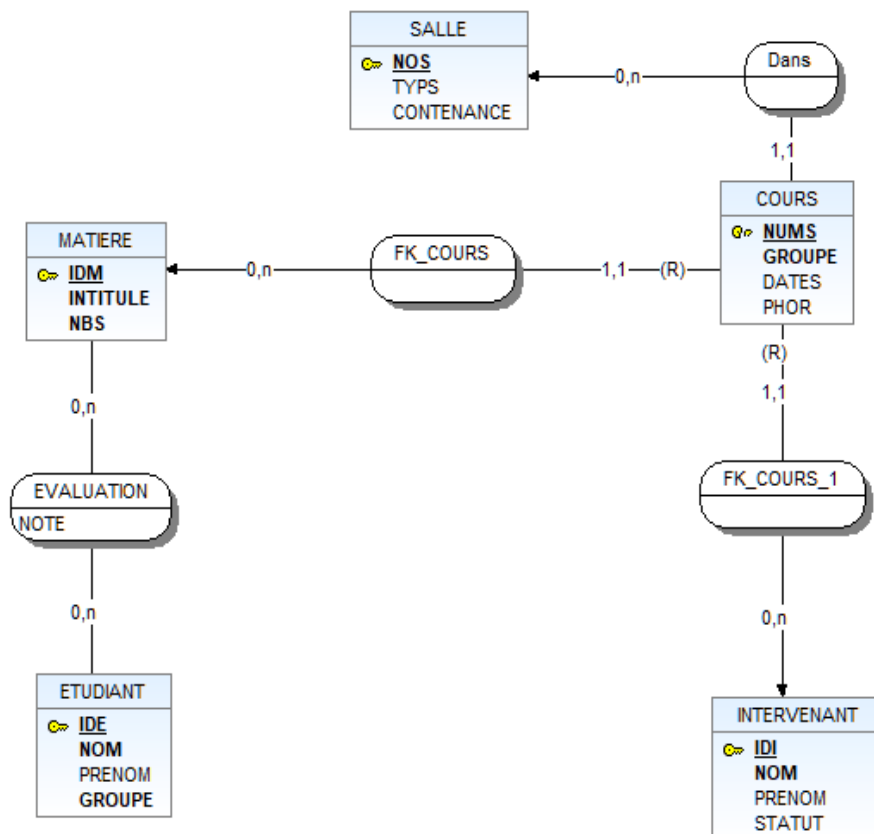 SALLE
NOS
TYPS
CONTENANCE
Dans
0,n
1,1
COURS
NUMS
GROUPE
DATES
PHOR
MATIERE
IDM
INTITULE
NBS
0,n
FK_COURS
1,1
(R)
(R)
1,1
0,n
EVALUATION
NOTE
FK_COURS_1
0,n
0,n
ETUDIANT
IDE
NOM
PRENOM
GROUPE
INTERVENANT
IDI
NOM
PRENOM
STATUT